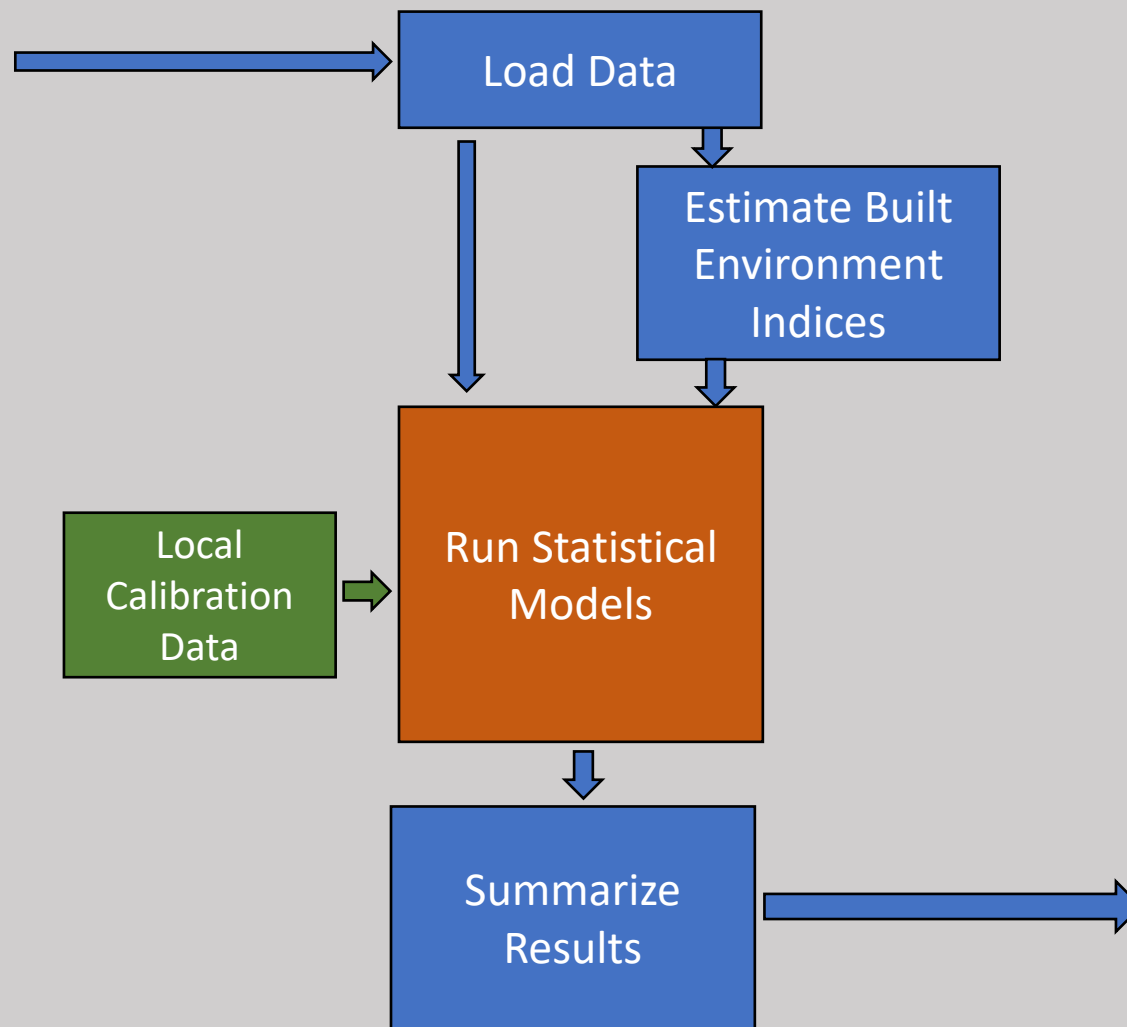 Load Data
Estimate Built
Environment
Indices
Local
Calibration
Data
Run Statistical
Models
Summarize
Results